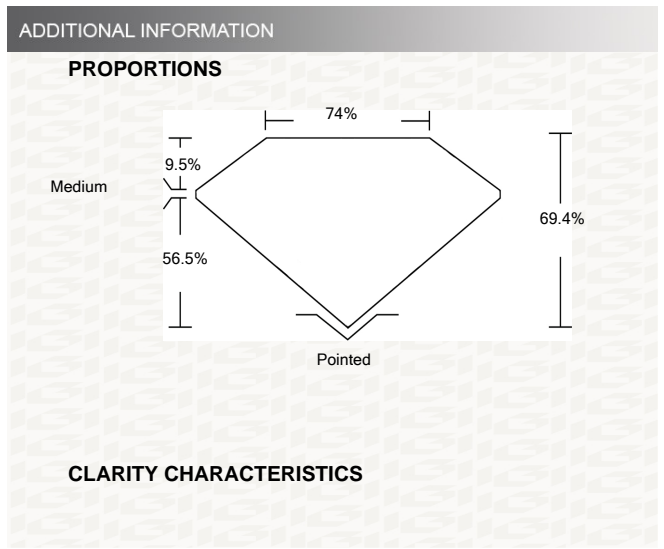 ADDITIONAL INFORMATION
PROPORTIONS
74%
9.5%
Medium
69.4%
56.5%
Pointed
CLARITY CHARACTERISTICS